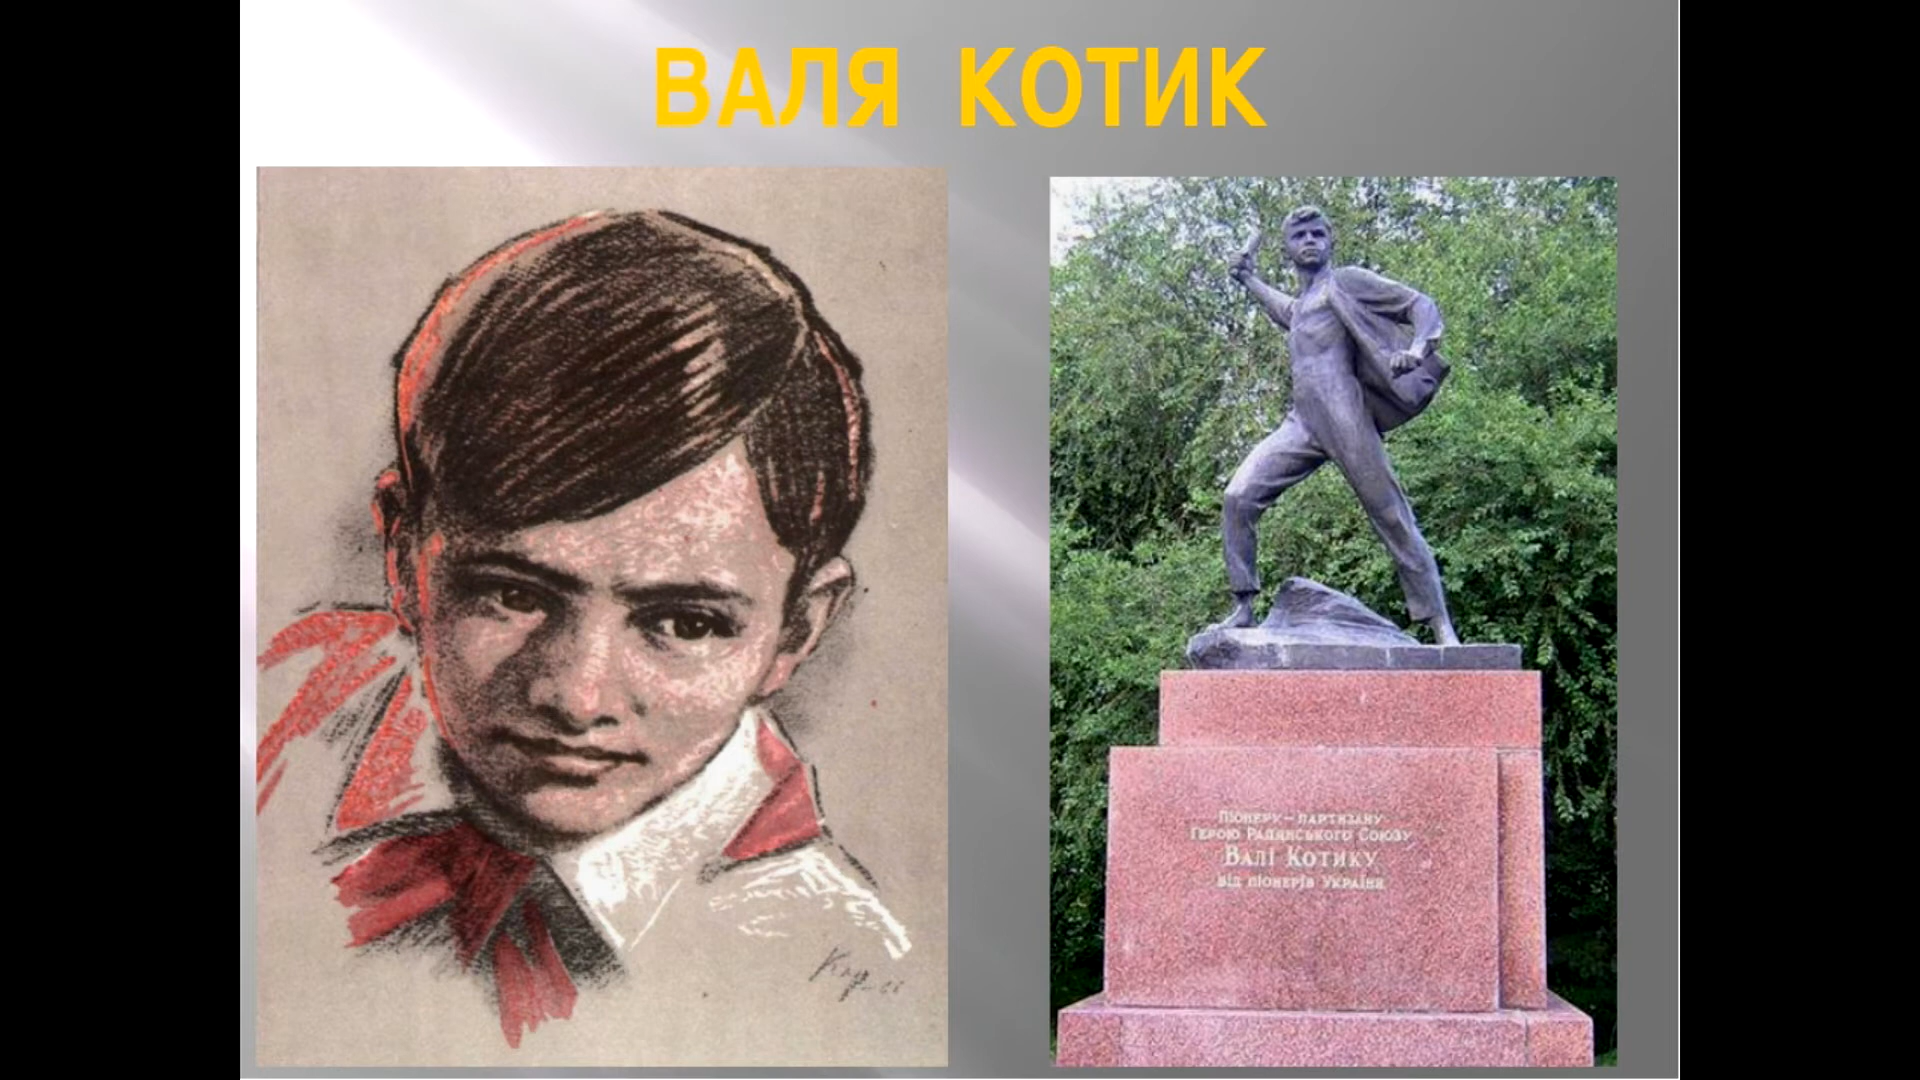 ВАЛЯ КОТИК
Піонеру – партизану
Герою Радянського Союзу
Валі Котику
від піонерів України